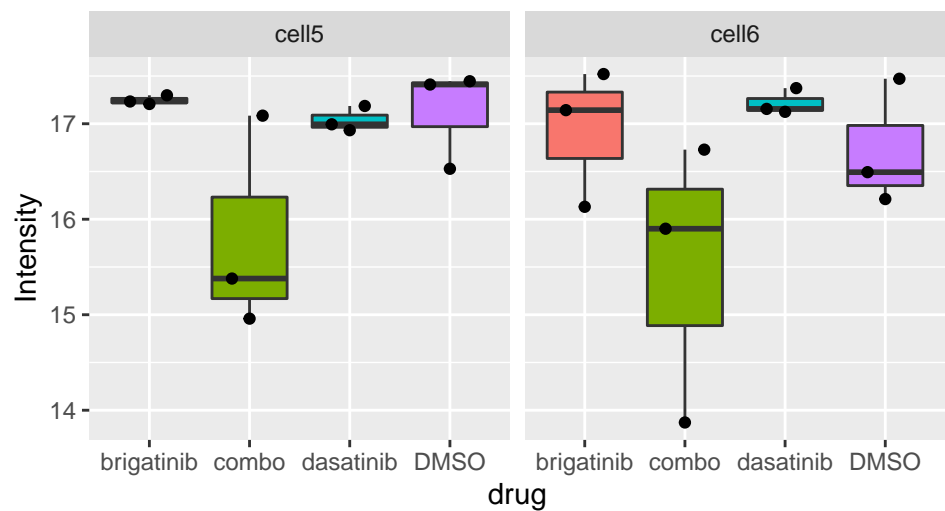 cell5 cell6
Intensity
17
16
15
14
brigatinib combo dasatinib DMSO brigatinib combo dasatinib DMSO
drug